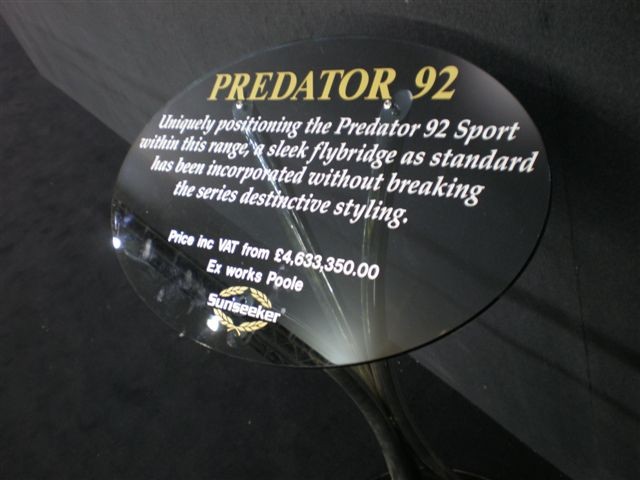 PREDATOR 92
Uniquely positioning the Predator 92 Sport
within this range, a sleek flybridge as standard
has been incorporated without breaking
the series destinctive styling.
Price inc VAT from £4,633,350.00
Ex works Poole
Sunseeker